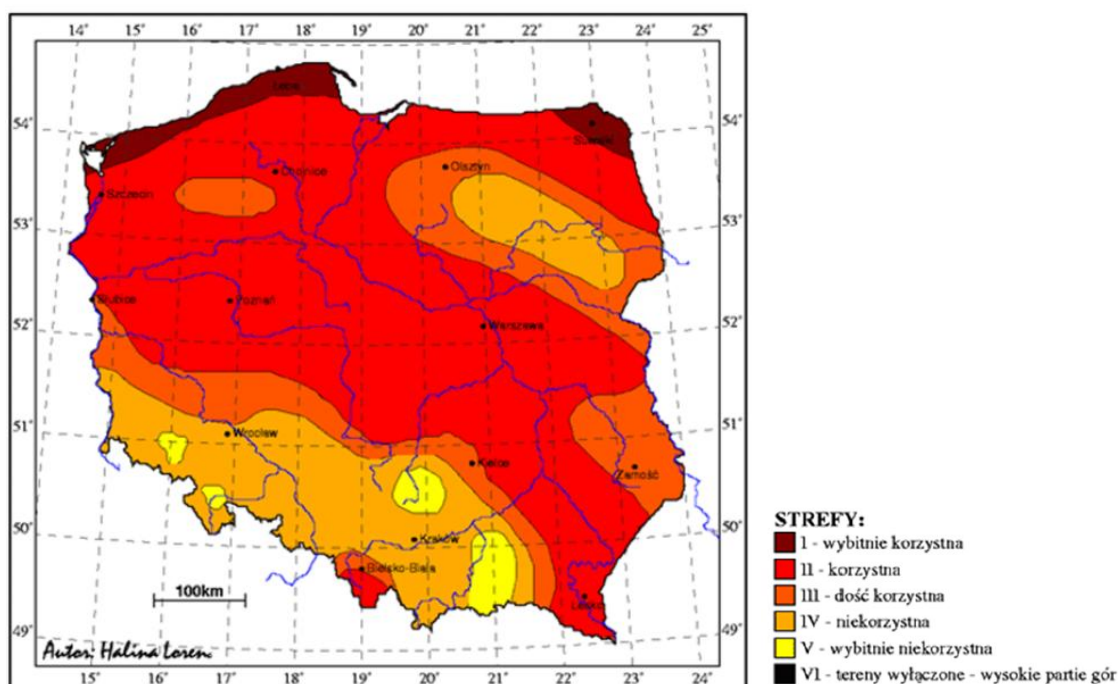 14° 15° 16° 17° 18° 19° 20° 21° 22° 23° 24° 25°
54° 54°
Łeba
Suwałki
Olsztyn
Chojnice
Szczecin
53° 53°
Słubice
Poznań
Warszawa
52° 52°
51° 51°
Wrocław
Kielce
Zamość
50° 50°
Kraków
Bielsko-Biała
Lesko
100km
49° 49°
Autor: Halina Lorenc
15° 16° 17° 18° 19° 20° 21° 22° 23° 24°
STREFY:
I - wybitnie korzystna
II - korzystna
III - dość korzystna
IV - niekorzystna
V - wybitnie niekorzystna
VI - tereny wyłączone - wysokie partie gór